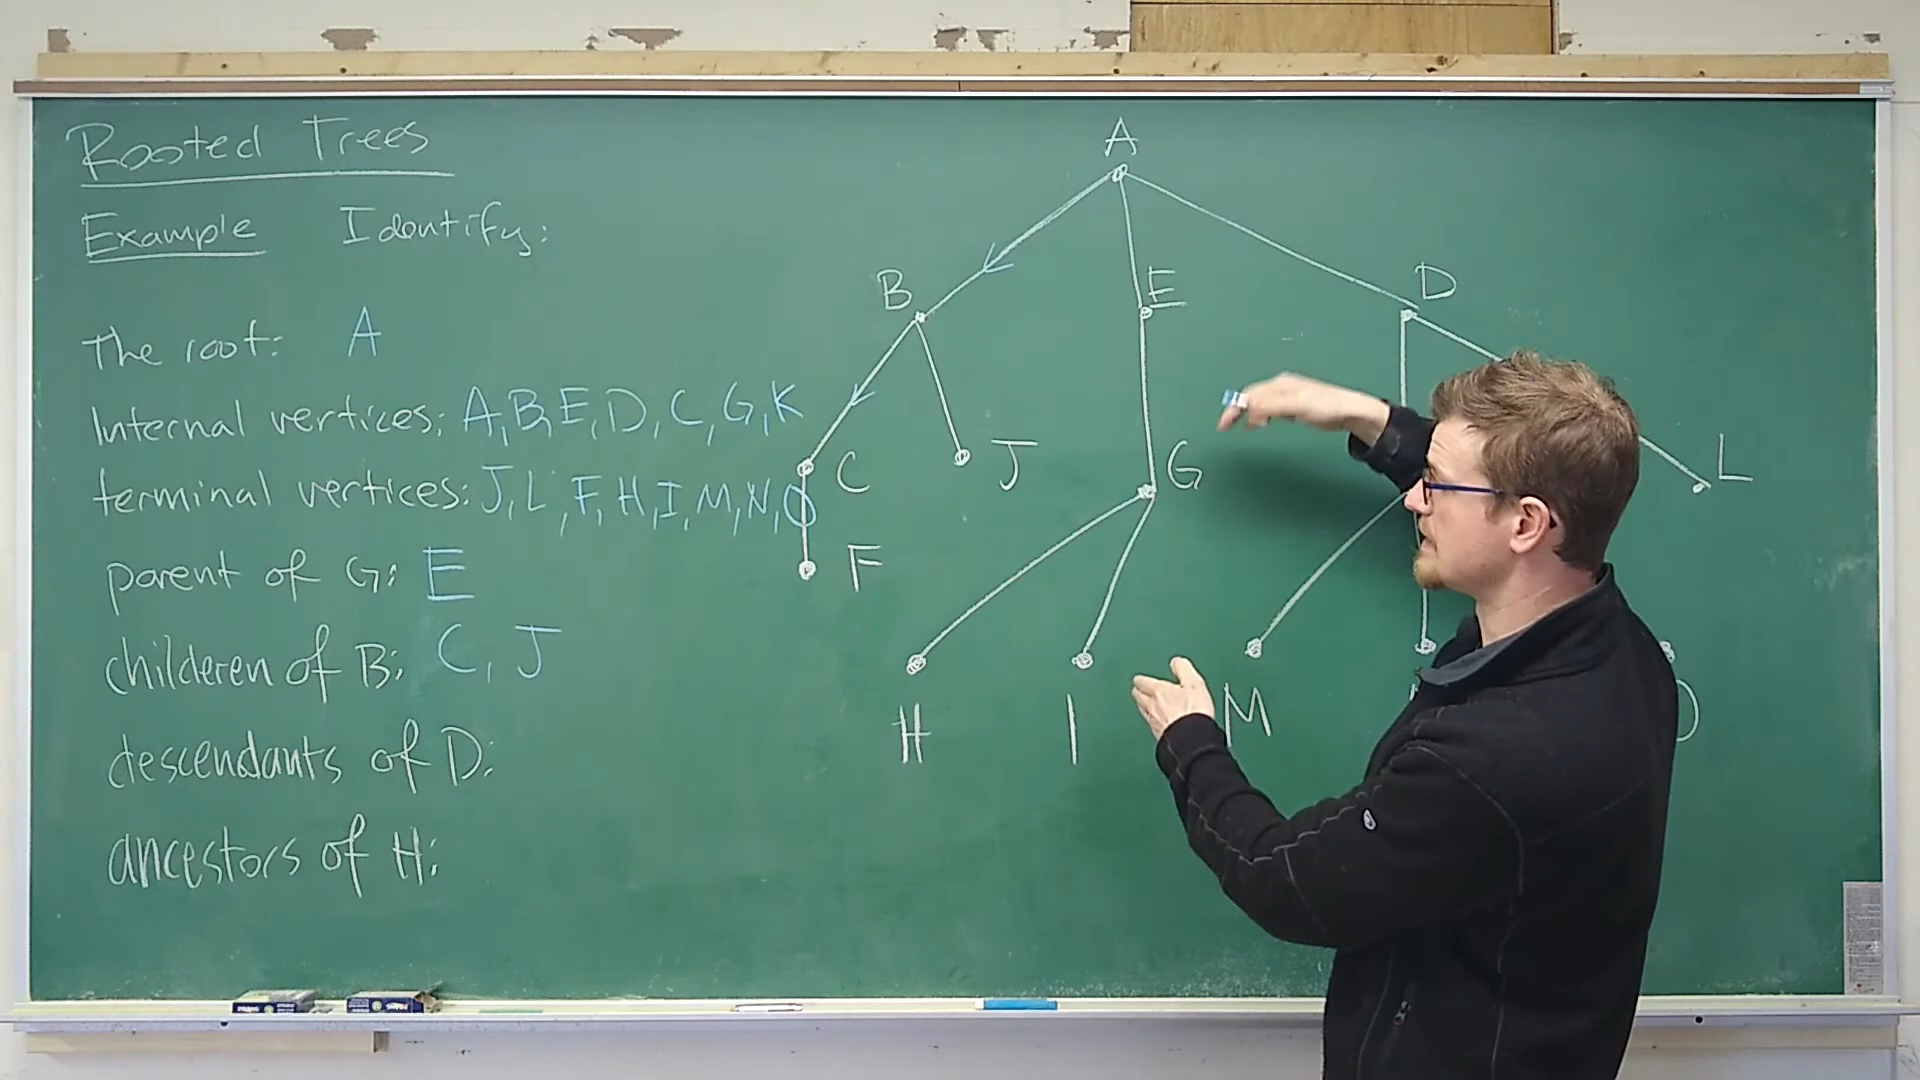 Rooted Trees
Example Identify:
The root: A
Internal vertices: A, B, E, D, C, G, K
terminal vertices: J, L, F, H, I, M, N, O
parent of G: E
childeren of B: C, J
descendants of D:
ancestors of H:
A
B
E
D
C
J
G
L
F
H
I
M